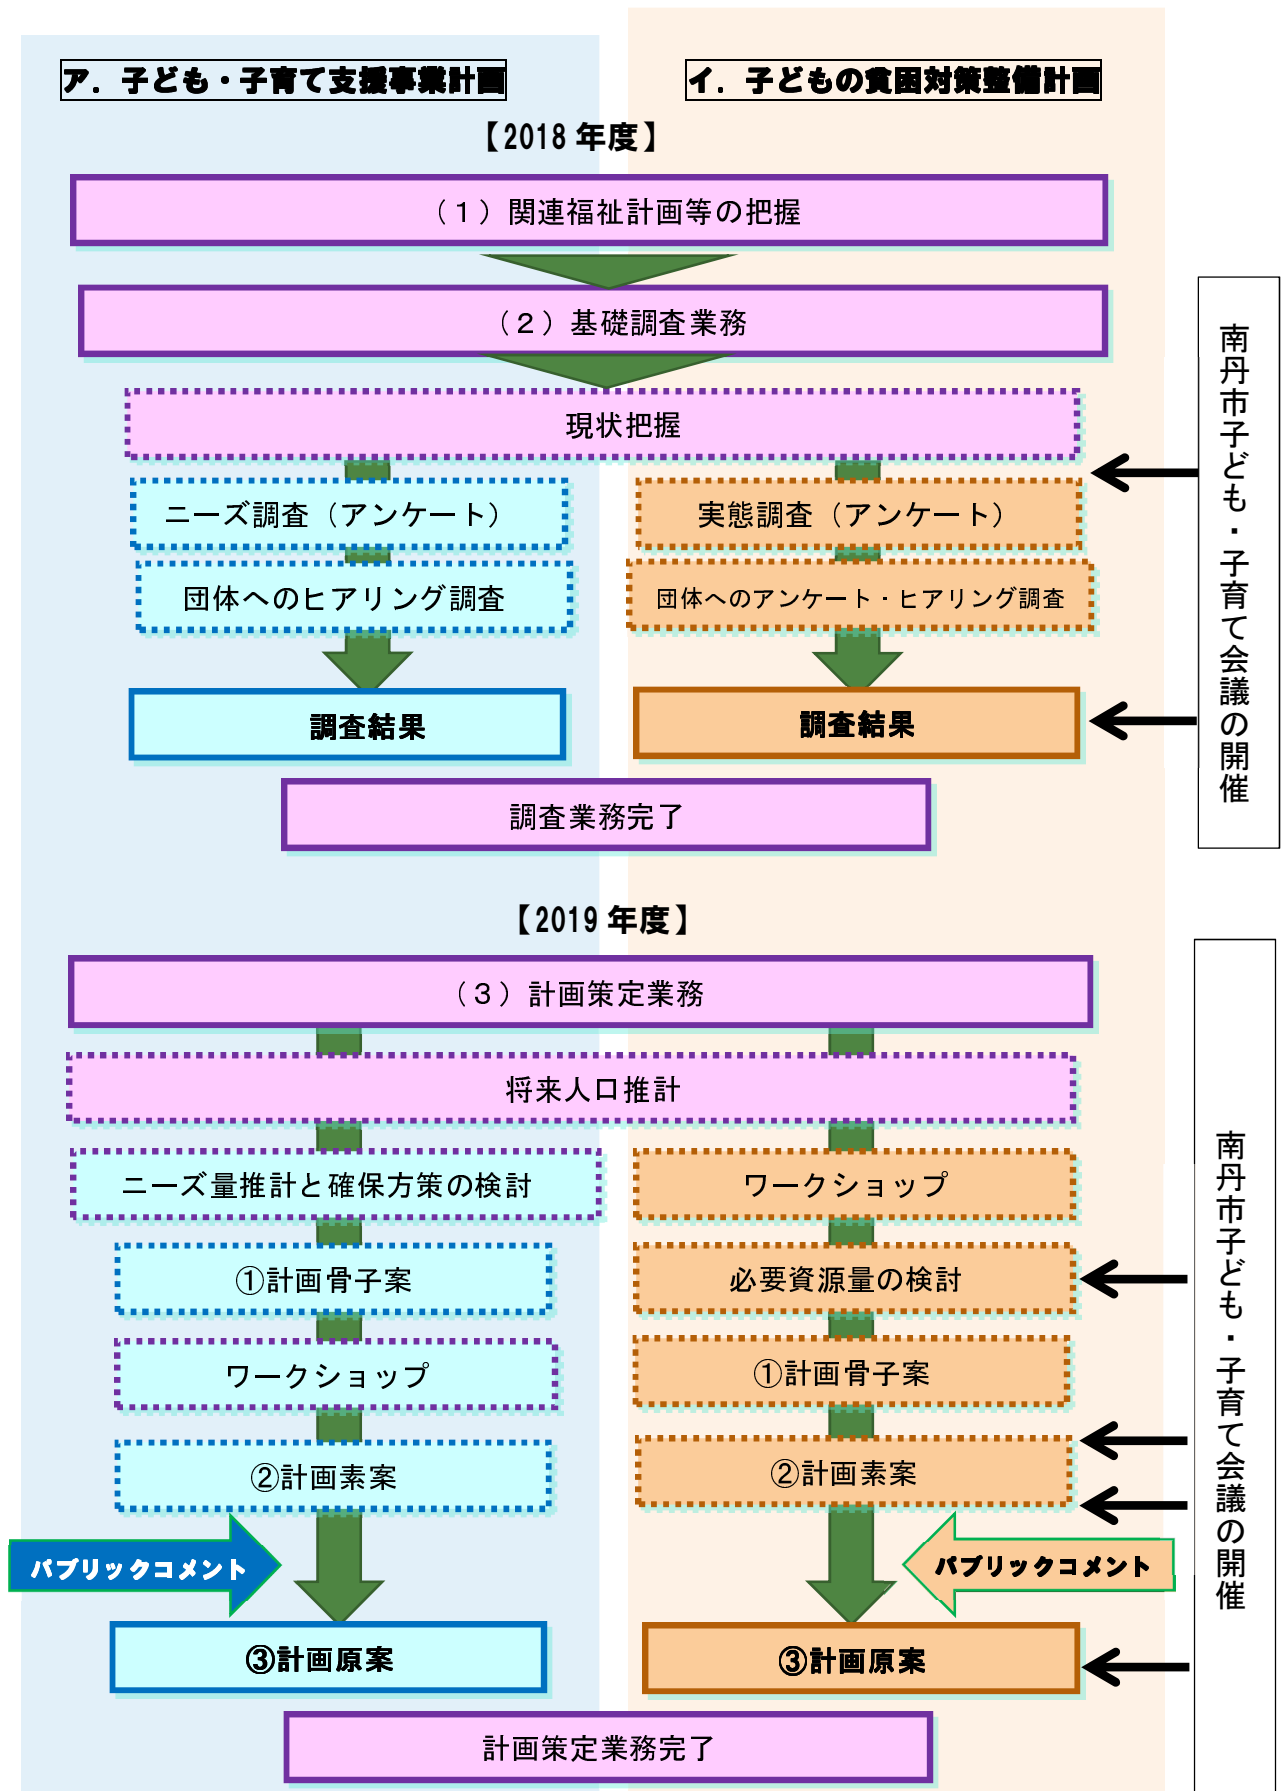 ア．子ども・子育て支援事業計画
イ．子どもの貧困対策整備計画
【2018 年度】
（１）関連福祉計画等の把握
（２）基礎調査業務
現状把握
ニーズ調査（アンケート）
実態調査（アンケート）
団体へのヒアリング調査
団体へのアンケート・ヒアリング調査
調査結果
調査結果
調査業務完了
南丹市子ども・子育て会議の開催
【2019 年度】
（３）計画策定業務
将来人口推計
ニーズ量推計と確保方策の検討
ワークショップ
①計画骨子案
必要資源量の検討
ワークショップ
①計画骨子案
②計画素案
②計画素案
パブリックコメント
パブリックコメント
③計画原案
③計画原案
計画策定業務完了
南丹市子ども・子育て会議の開催